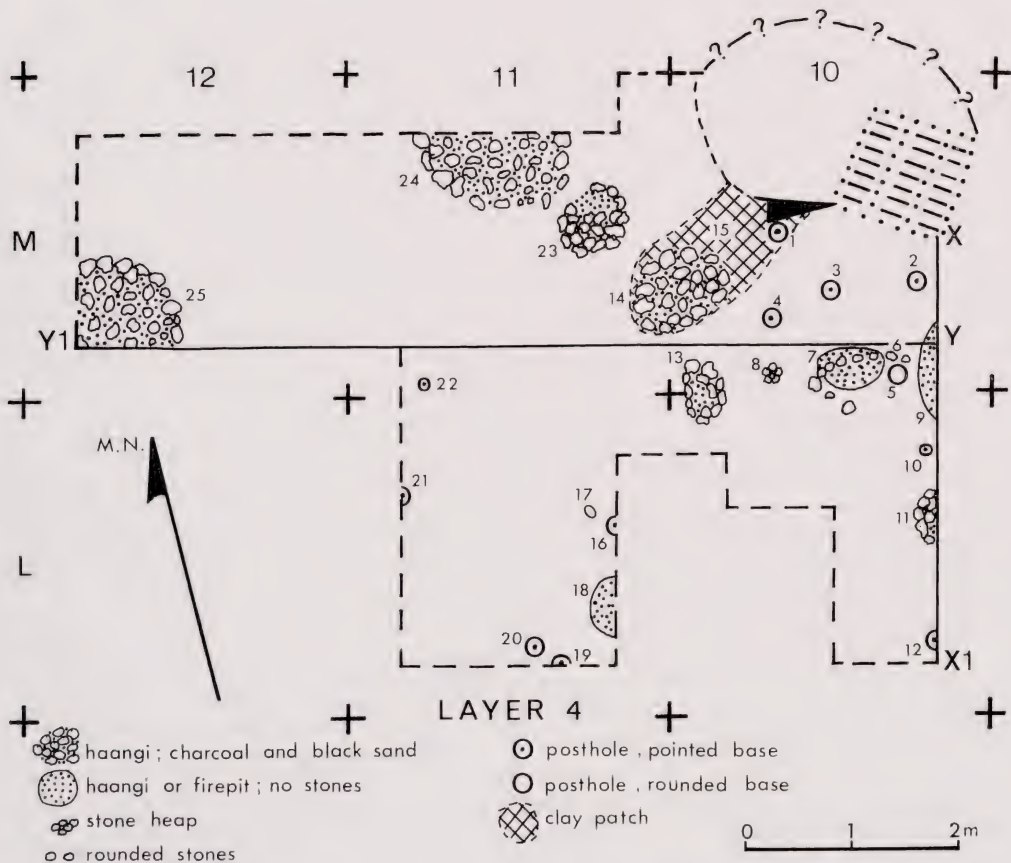 ? ? ? ? ? ?
12 11 10
24
23
M
15
1
X
2
3
14
4
25
Y1
Y
13
8
7
6
5
22
9
M.N.
10
21
17
16
11
L
18
20
19
12
X1
LAYER 4
haangi ; charcoal and black sand
haangi or firepit ; no stones
stone heap
rounded stones
posthole , pointed base
posthole , rounded base
clay patch
0 1 2m